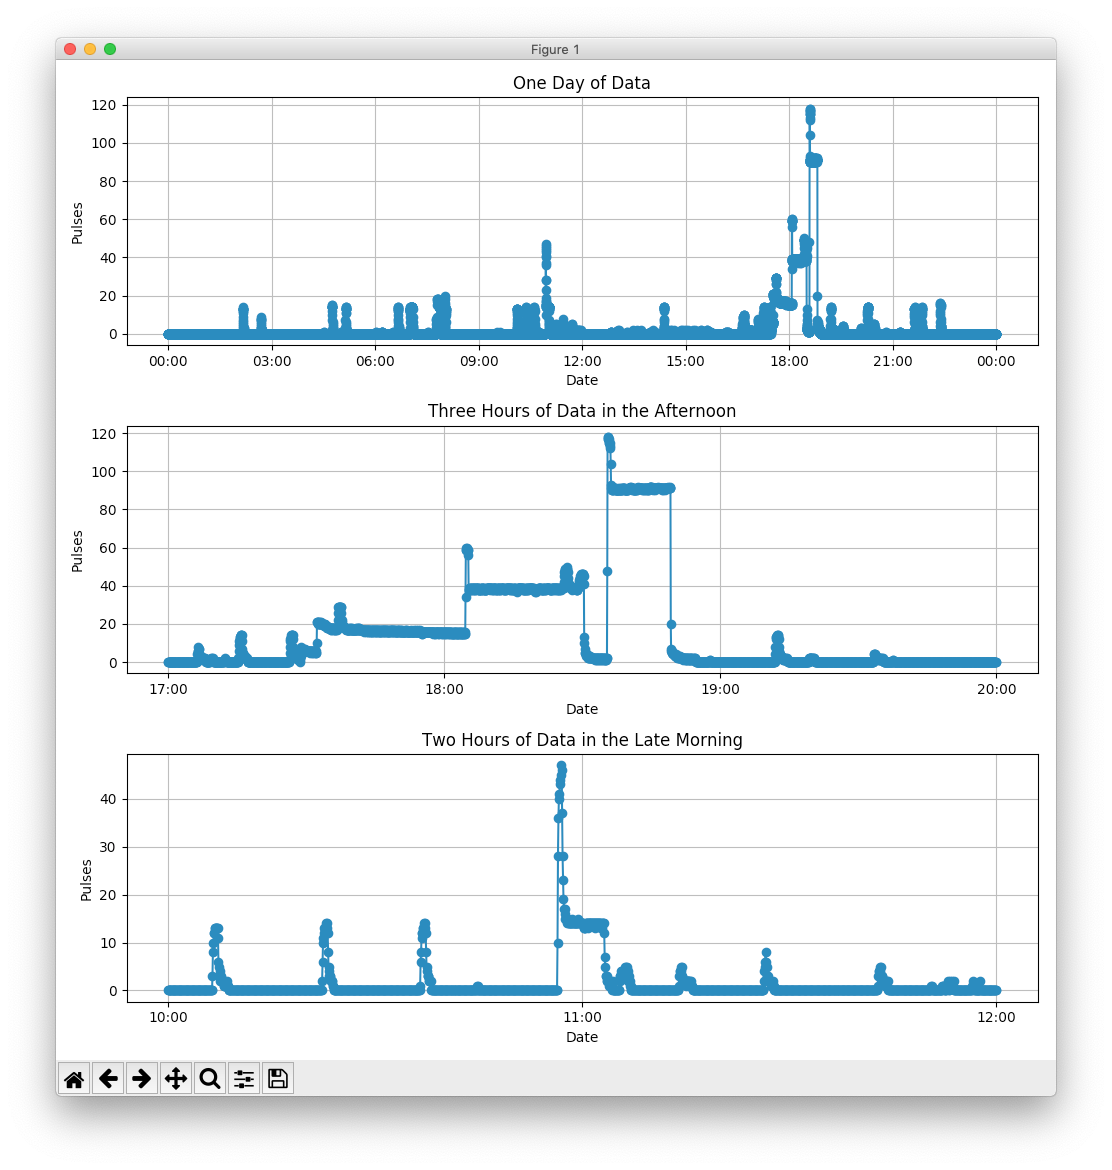 Figure 1
One Day of Data
120
100
80
60
40
20
0
Pulses
00:00 03:00 06:00 09:00 12:00 15:00 18:00 21:00 00:00
Date
Three Hours of Data in the Afternoon
120
100
80
60
40
20
0
Pulses
17:00 18:00 19:00 20:00
Date
Two Hours of Data in the Late Morning
40
30
20
10
0
Pulses
10:00 11:00 12:00
Date